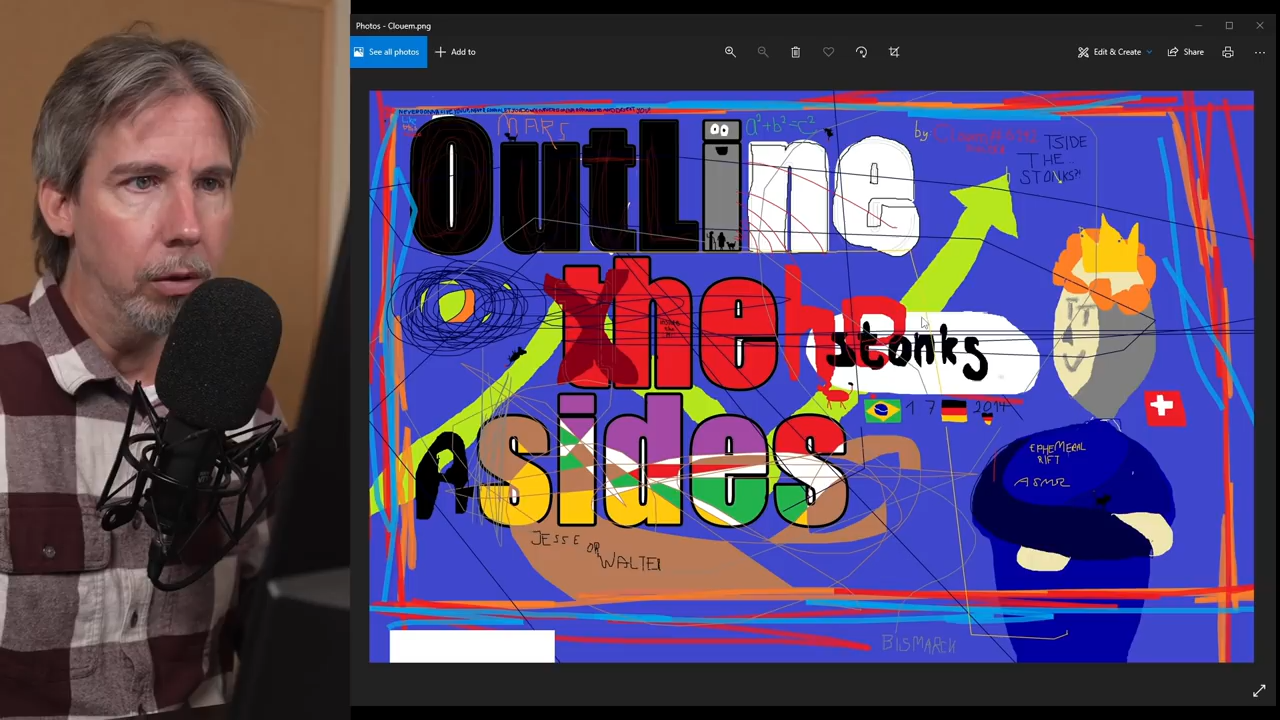 Photos - Clouem.png
See all photos
Add to
Edit & Create
Share
MARS
a²+b²=c²
by
OutLine
TSIDE
THE
STONKS?!
the
stonks
1 7
2014
sides
A
EPHEMERAL
RIFT
ASMR
JESSE OR
WALTER
BISMARCK